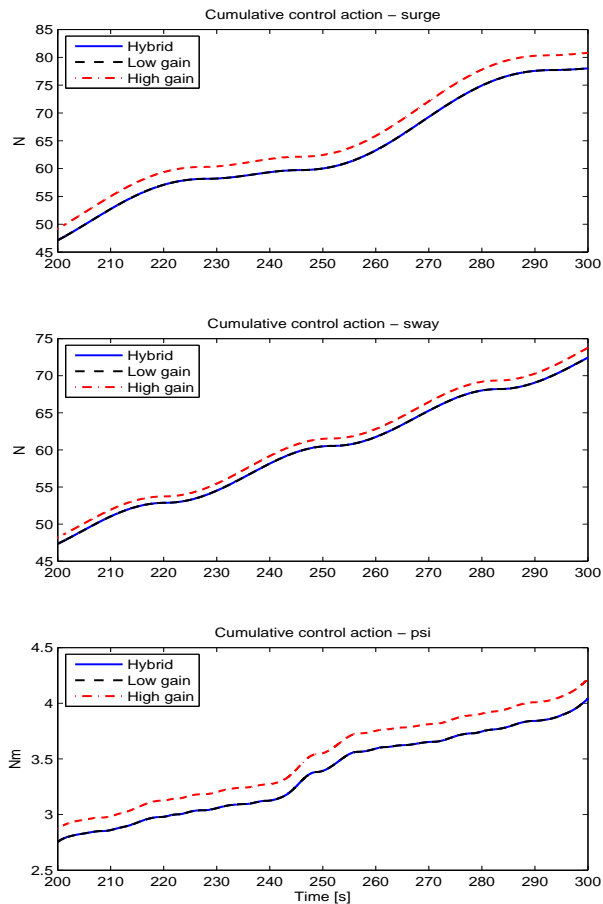 Cumulative control action – surge
85
80
75
70
65
60
55
50
45
N
Hybrid
Low gain
High gain
200 210 220 230 240 250 260 270 280 290 300
Cumulative control action – sway
75
70
65
60
55
50
45
N
Hybrid
Low gain
High gain
200 210 220 230 240 250 260 270 280 290 300
Cumulative control action – psi
4.5
4
3.5
3
2.5
Nm
Hybrid
Low gain
High gain
200 210 220 230 240 250 260 270 280 290 300
Time [s]